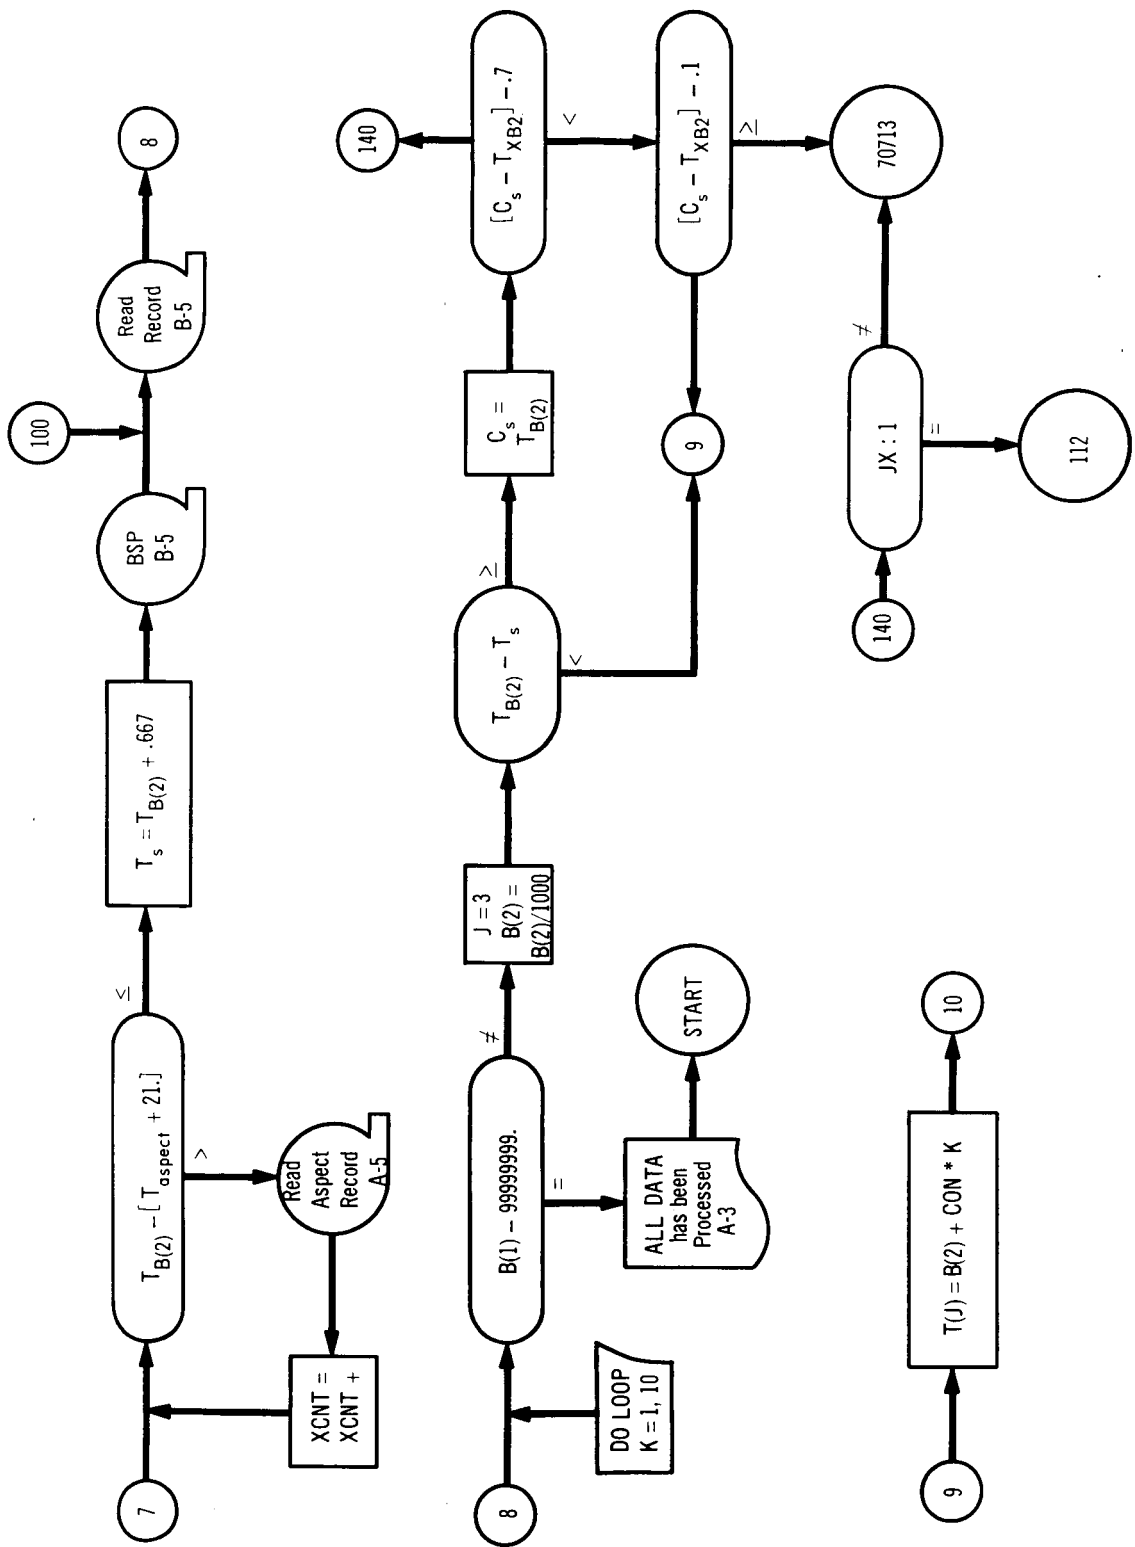 7
T_B(2) − [T_aspect + 21.]
≤
>
Read
Aspect
Record
A-5
XCNT =
XCNT +
T_s = T_B(2) + .667
BSP
B-5
100
Read
Record
B-5
8
8
DO LOOP
K = 1, 10
B(1) − 99999999.
≠
=
ALL DATA
has been
Processed
A-3
START
J = 3
B(2) =
B(2)/1000
T_B(2) − T_s
≥
<
C_s =
T_B(2)
[C_s − T_XB2] − .7
140
<
[C_s − T_XB2] − .1
≥
9
70713
9
T(J) = B(2) + CON * K
10
140
JX : 1
≠
=
112